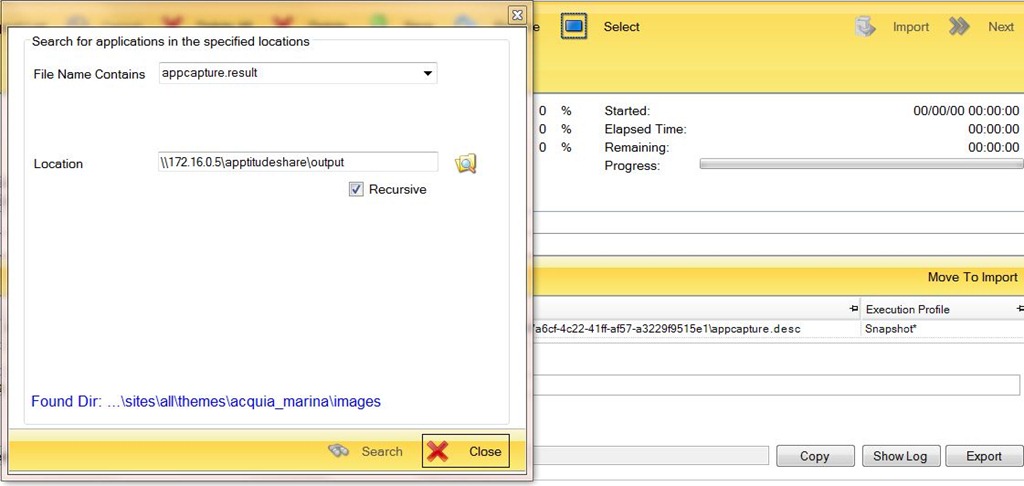 Select
Import
Next
Search for applications in the specified locations
File Name Contains
appcapture.result
Location
\\172.16.0.5\apptitudeshare\output
Recursive
Found Dir: ...\sites\all\themes\acquia_marina\images
Search
Close
0 %
0 %
0 %
Started: 00/00/00 00:00:00
Elapsed Time: 00:00:00
Remaining: 00:00:00
Progress:
Move To Import
Execution Profile
a6cf-4c22-41ff-af57-a3229f9515e1\appcapture.desc
Snapshot*
Copy
Show Log
Export